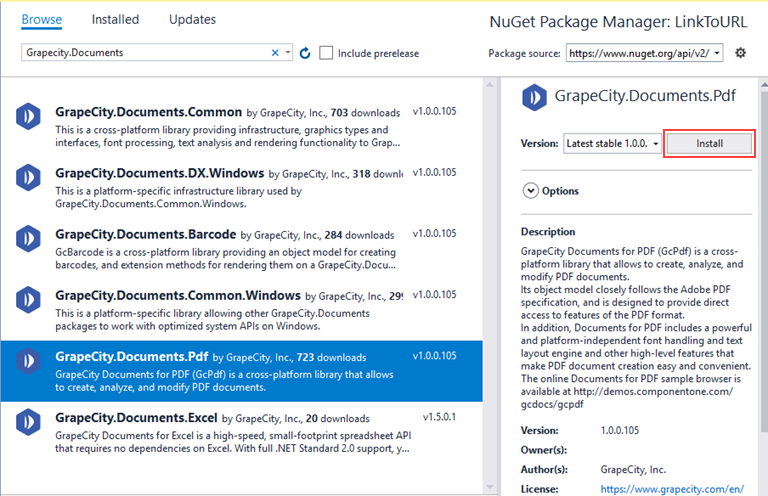 Browse Installed Updates NuGet Package Manager: LinkToURL
Grapecity.Documents Include prerelease Package source: https://www.nuget.org/api/v2/
GrapeCity.Documents.Common by GrapeCity, Inc., 703 downloads v1.0.0.105
This is a cross-platform library providing infrastructure, graphics types and
interfaces, font processing, text analysis and rendering functionality to Grap...
GrapeCity.Documents.DX.Windows by GrapeCity, Inc., 318 downl v1.0.0.105
This is a platform-specific infrastructure library used by
GrapeCity.Documents.Common.Windows.
GrapeCity.Documents.Barcode by GrapeCity, Inc., 284 downloads v1.0.0.105
GcBarcode is a cross-platform library providing an object model for creating
barcodes, and extension methods for rendering them on a GrapeCity.Docu...
GrapeCity.Documents.Common.Windows by GrapeCity, Inc., 299 v1.0.0.105
This is a platform-specific library allowing other GrapeCity.Documents
packages to work with optimized system APIs on Windows.
GrapeCity.Documents.Pdf by GrapeCity, Inc., 723 downloads v1.0.0.105
GrapeCity Documents for PDF (GcPdf) is a cross-platform library that allows
to create, analyze, and modify PDF documents.
GrapeCity.Documents.Excel by GrapeCity, Inc., 20 downloads v1.5.0.1
GrapeCity Documents for Excel is a high-speed, small-footprint spreadsheet API
that requires no dependencies on Excel. With full .NET Standard 2.0 support, y...
GrapeCity.Documents.Pdf
Version: Latest stable 1.0.0. Install
Options
Description
GrapeCity Documents for PDF (GcPdf) is a cross-
platform library that allows to create, analyze, and
modify PDF documents.
Its object model closely follows the Adobe PDF
specification, and is designed to provide direct
access to features of the PDF format.
In addition, Documents for PDF includes a powerful
and platform-independent font handling and text
layout engine and other high-level features that
make PDF document creation easy and convenient.
The online Documents for PDF sample browser is
available at http://demos.componentone.com/
gcdocs/gcpdf
Version: 1.0.0.105
Owner(s):
Author(s): GrapeCity, Inc.
License: https://www.grapecity.com/en/